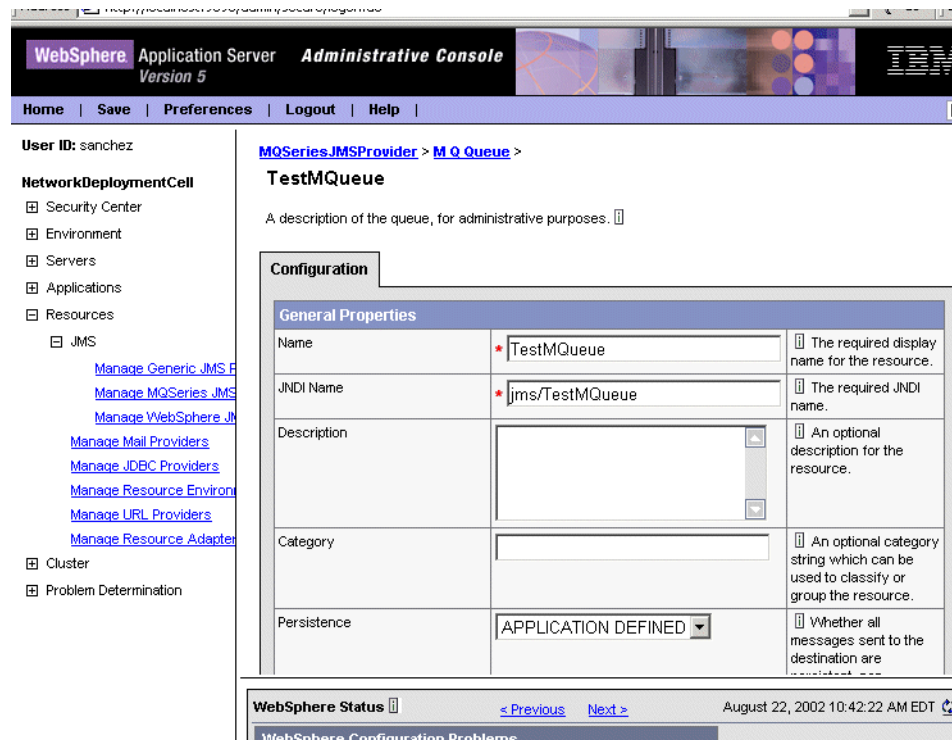 WebSphere. Application Server Administrative Console
Version 5
IBM
Home | Save | Preferences | Logout | Help |
User ID: sanchez
NetworkDeploymentCell
Security Center
Environment
Servers
Applications
Resources
JMS
Manage Generic JMS P
Manage MQSeries JMS
Manage WebSphere JM
Manage Mail Providers
Manage JDBC Providers
Manage Resource Environ
Manage URL Providers
Manage Resource Adapter
Cluster
Problem Determination
MQSeriesJMSProvider > M Q Queue >
TestMQueue
A description of the queue, for administrative purposes. i
Configuration
General Properties
Name
* TestMQueue
i The required display
name for the resource.
JNDI Name
* jms/TestMQueue
i The required JNDI
name.
Description
i An optional
description for the
resource.
Category
i An optional category
string which can be
used to classify or
group the resource.
Persistence
APPLICATION DEFINED
i Whether all
messages sent to the
destination are
WebSphere Status i
< Previous Next >
August 22, 2002 10:42:22 AM EDT
WebSphere Configuration Problems